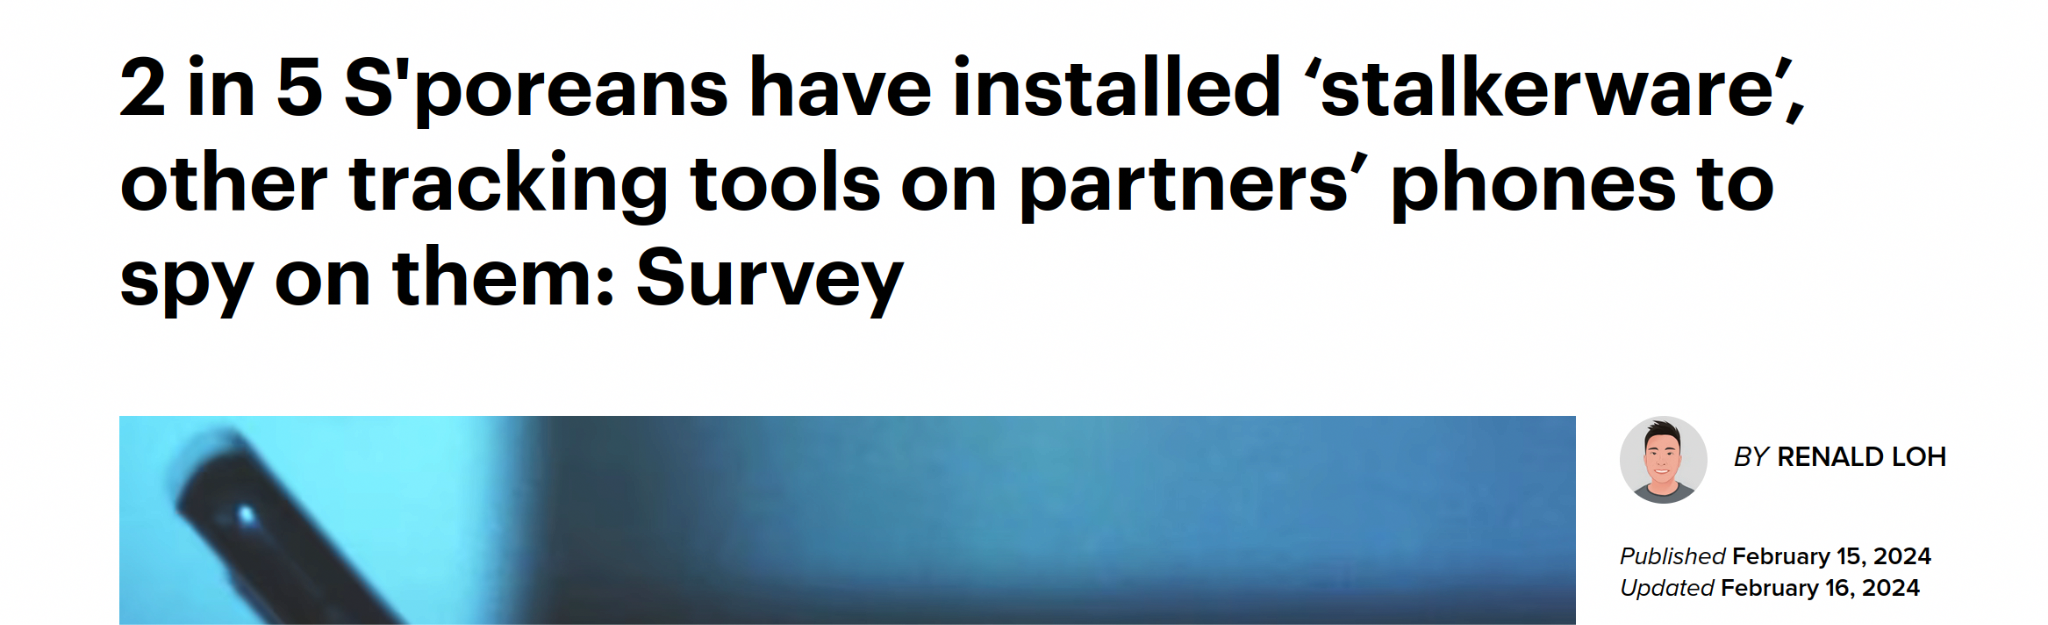 2 in 5 S'poreans have installed ‘stalkerware’,
other tracking tools on partners’ phones to
spy on them: Survey
BY RENALD LOH
Published February 15, 2024
Updated February 16, 2024